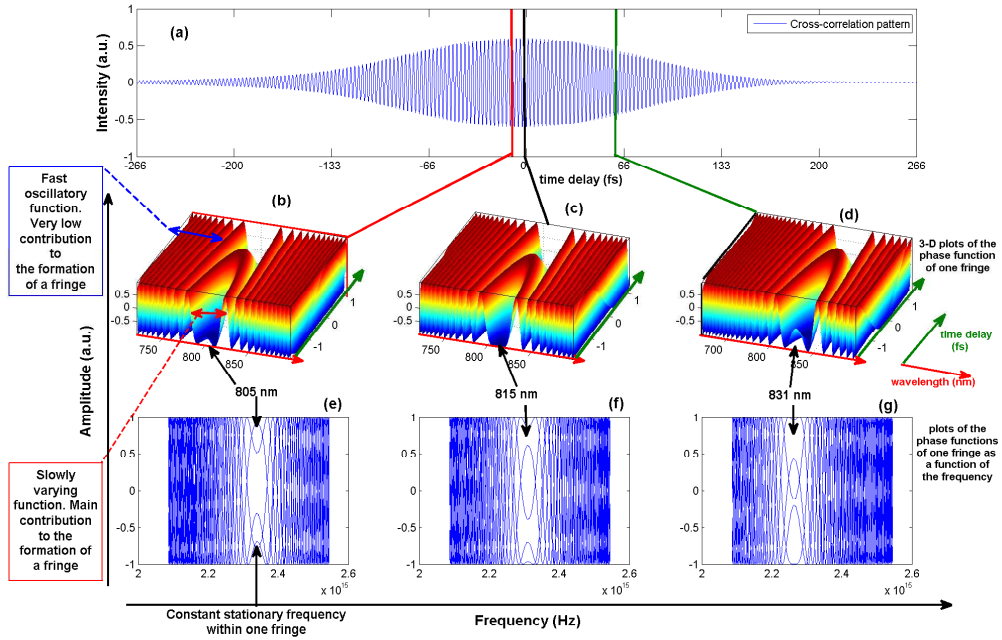 (a)
Cross-correlation pattern
Intensity (a.u.)
1
0.5
0
-0.5
-1
-266
-200
-133
-66
0
66
133
200
266
time delay (fs)
Fast
oscillatory
function.
Very low
contribution
to
the formation
of a fringe
(b)
(c)
(d)
3-D plots of the
phase function
of one fringe
0.5
0
-0.5
750
800
850
-1
0
1
0.5
0
-0.5
750
800
850
-1
0
1
0.5
0
-0.5
700
750
800
850
-1
0
1
time delay
(fs)
wavelength (nm)
Amplitude (a.u.)
805 nm
815 nm
831 nm
(e)
(f)
(g)
plots of the
phase functions
of one fringe as
a function of
the frequency
Slowly
varying
function. Main
contribution
to the
formation of
a fringe
1
0.5
0
-0.5
-1
2
2.2
2.4
2.6
x 10¹⁵
1
0.5
0
-0.5
-1
2
2.2
2.4
2.6
x 10¹⁵
1
0.5
0
-0.5
-1
2
2.2
2.4
2.6
x 10¹⁵
Constant stationary frequency
within one fringe
Frequency (Hz)